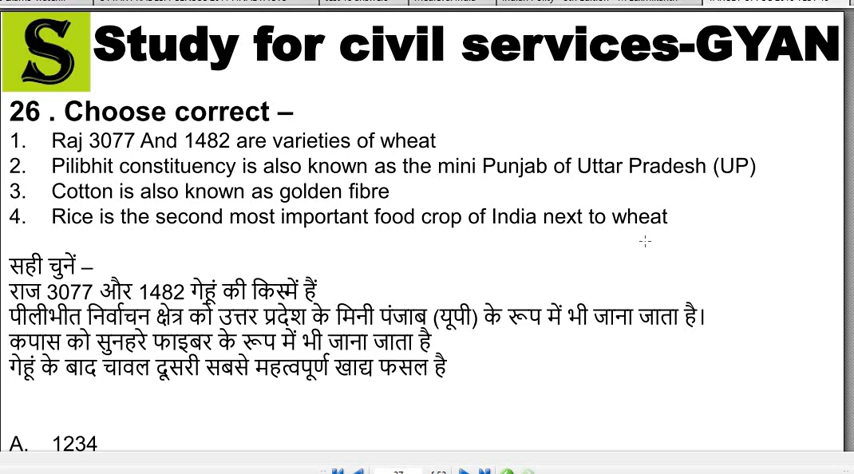 S Study for civil services-GYAN
26 . Choose correct –
1. Raj 3077 And 1482 are varieties of wheat
2. Pilibhit constituency is also known as the mini Punjab of Uttar Pradesh (UP)
3. Cotton is also known as golden fibre
4. Rice is the second most important food crop of India next to wheat
सही चुनें –
राज 3077 और 1482 गेहूं की किस्में हैं
पीलीभीत निर्वाचन क्षेत्र को उत्तर प्रदेश के मिनी पंजाब (यूपी) के रूप में भी जाना जाता है।
कपास को सुनहरे फाइबर के रूप में भी जाना जाता है
गेहूं के बाद चावल दूसरी सबसे महत्वपूर्ण खाद्य फसल है
A. 1234